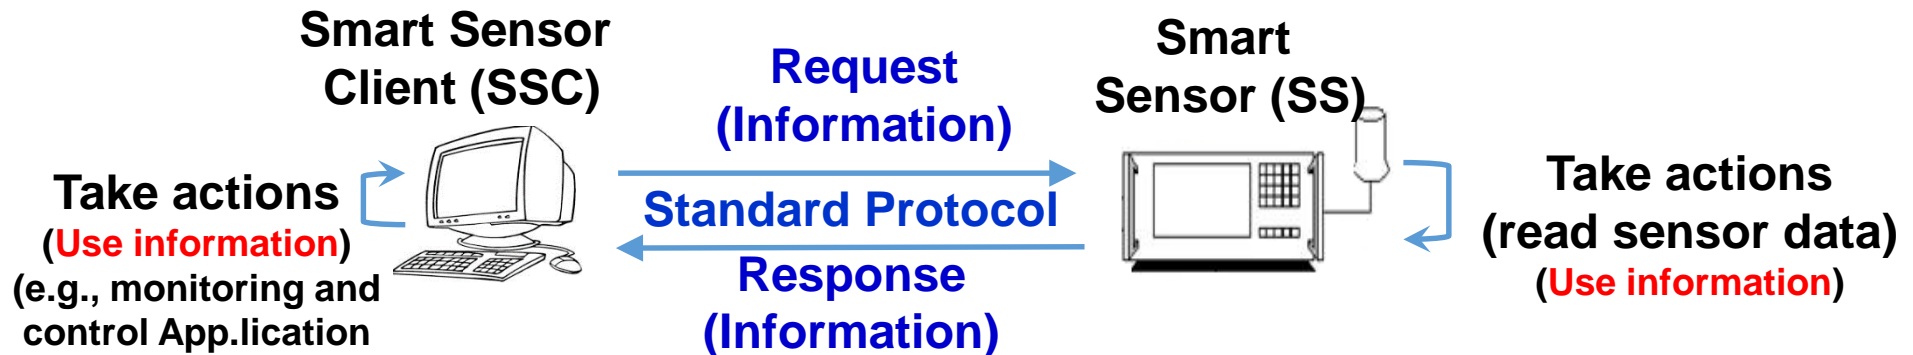 Smart Sensor
Client (SSC)
Take actions
(Use information)
(e.g., monitoring and
control App.lication
Request
(Information)
Standard Protocol
Response
(Information)
Smart
Sensor (SS)
Take actions
(read sensor data)
(Use information)